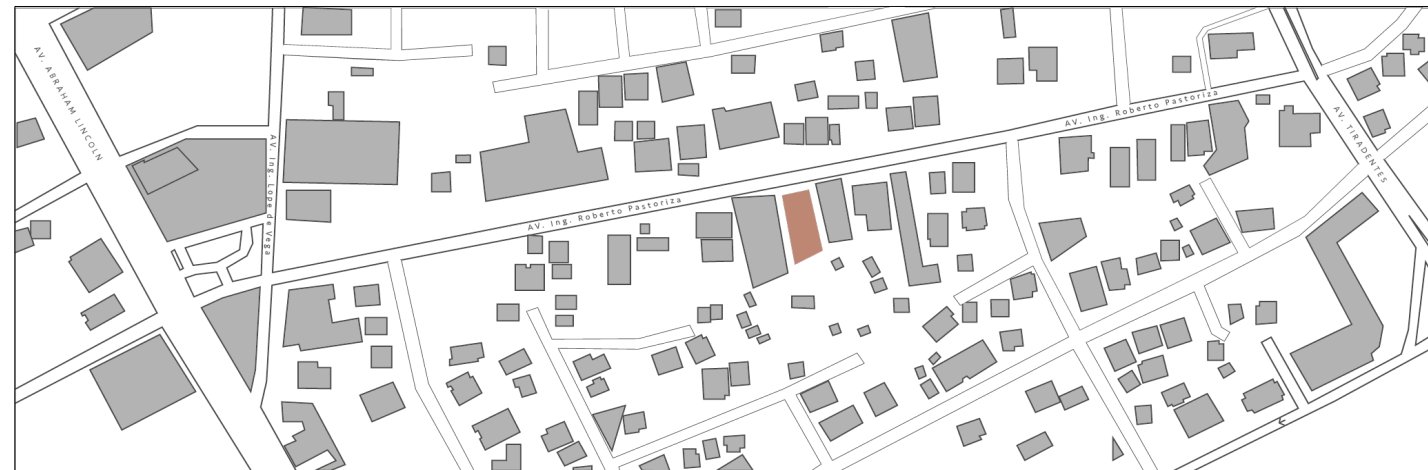 AV. ABRAHAM LINCOLN
AV. Ing. Lope de Vega
AV. Ing. Roberto Pastoriza
AV. Ing. Roberto Pastoriza
AV. TIRADENTES